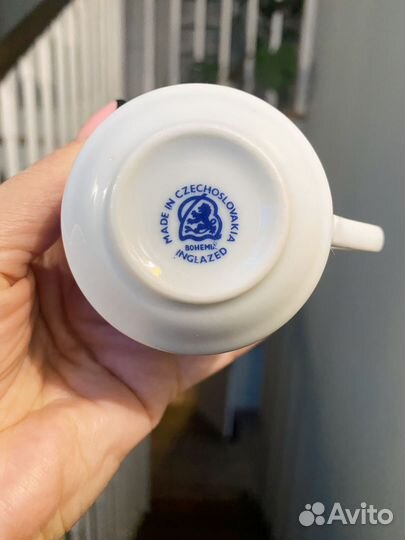 MADE IN CZECHOSLOVAKIA
BOHEMIA
INGLAZED
Avito